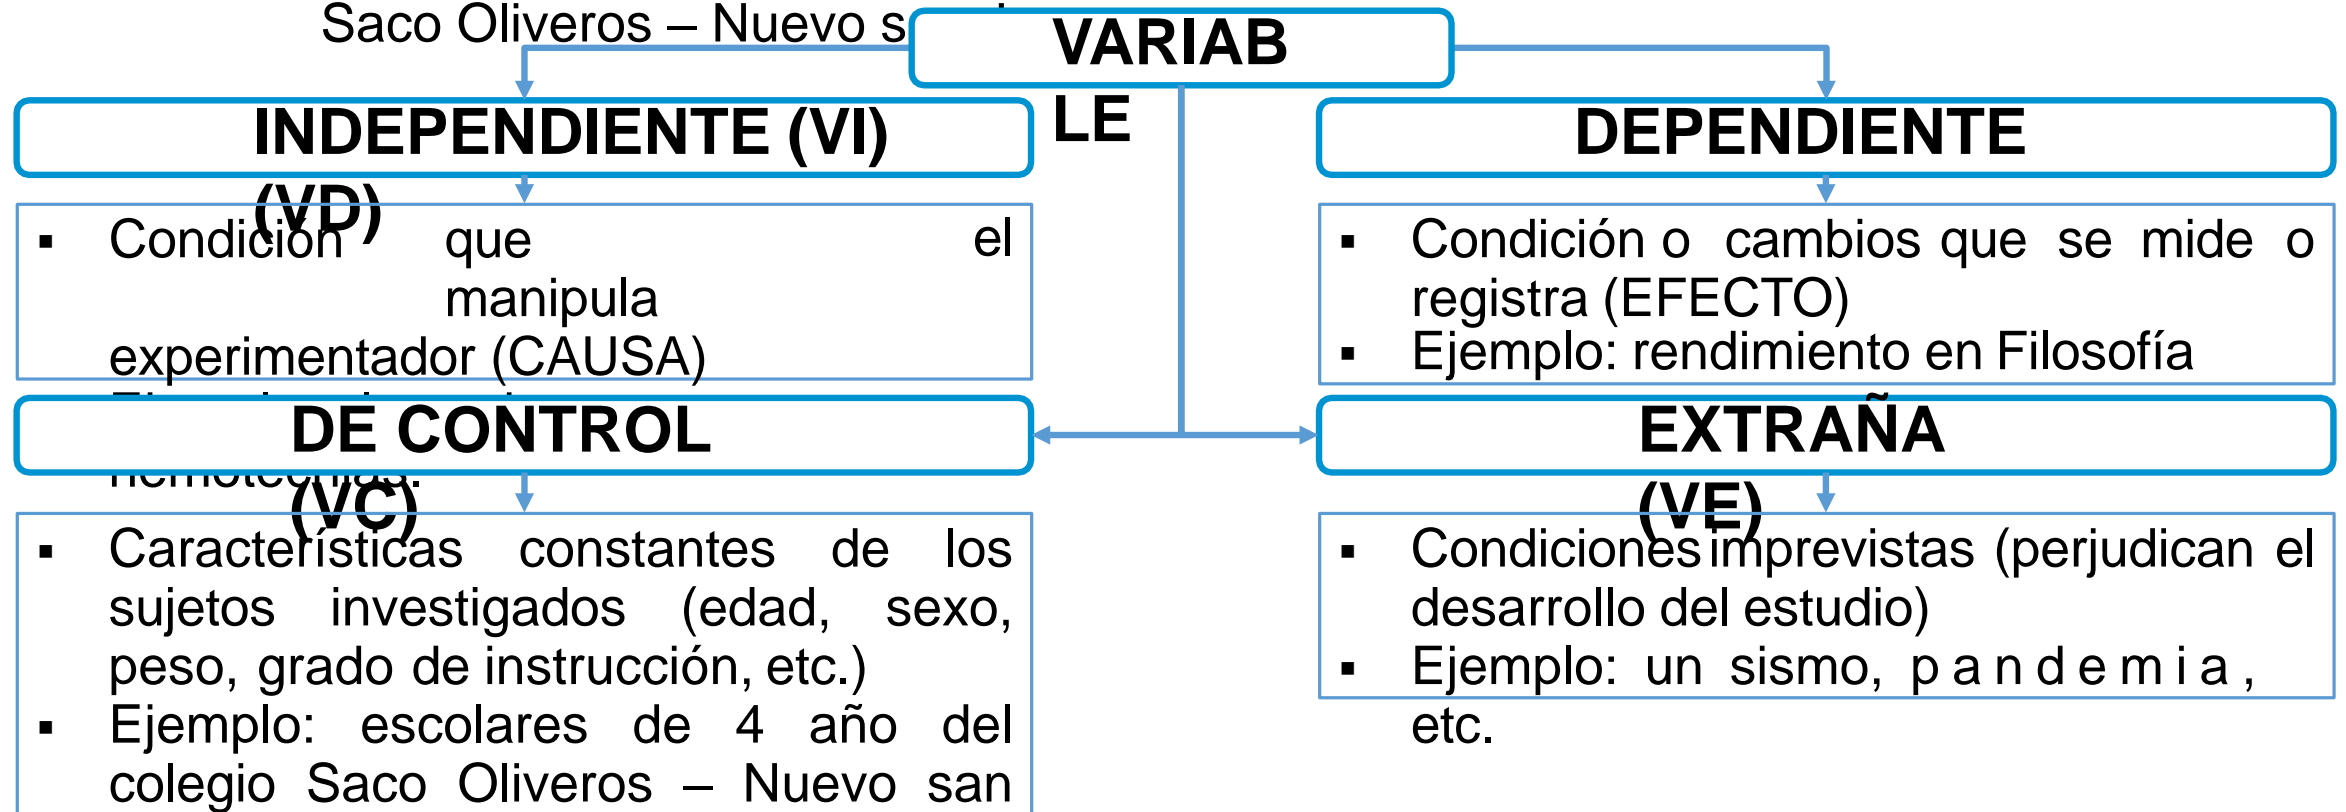 Saco Oliveros – Nuevo
VARIAB
LE
INDEPENDIENTE (VI)
(VD)
DEPENDIENTE
▪ Condición que el
manipula
experimentador (CAUSA)
nemotecnias.
▪ Condición o cambios que se mide o
registra (EFECTO)
▪ Ejemplo: rendimiento en Filosofía
DE CONTROL
(VC)
EXTRAÑA
(VE)
▪ Características constantes de los
sujetos investigados (edad, sexo,
peso, grado de instrucción, etc.)
▪ Ejemplo: escolares de 4 año del
colegio Saco Oliveros – Nuevo san
▪ Condiciones imprevistas (perjudican el
desarrollo del estudio)
▪ Ejemplo: un sismo, pandemia,
etc.